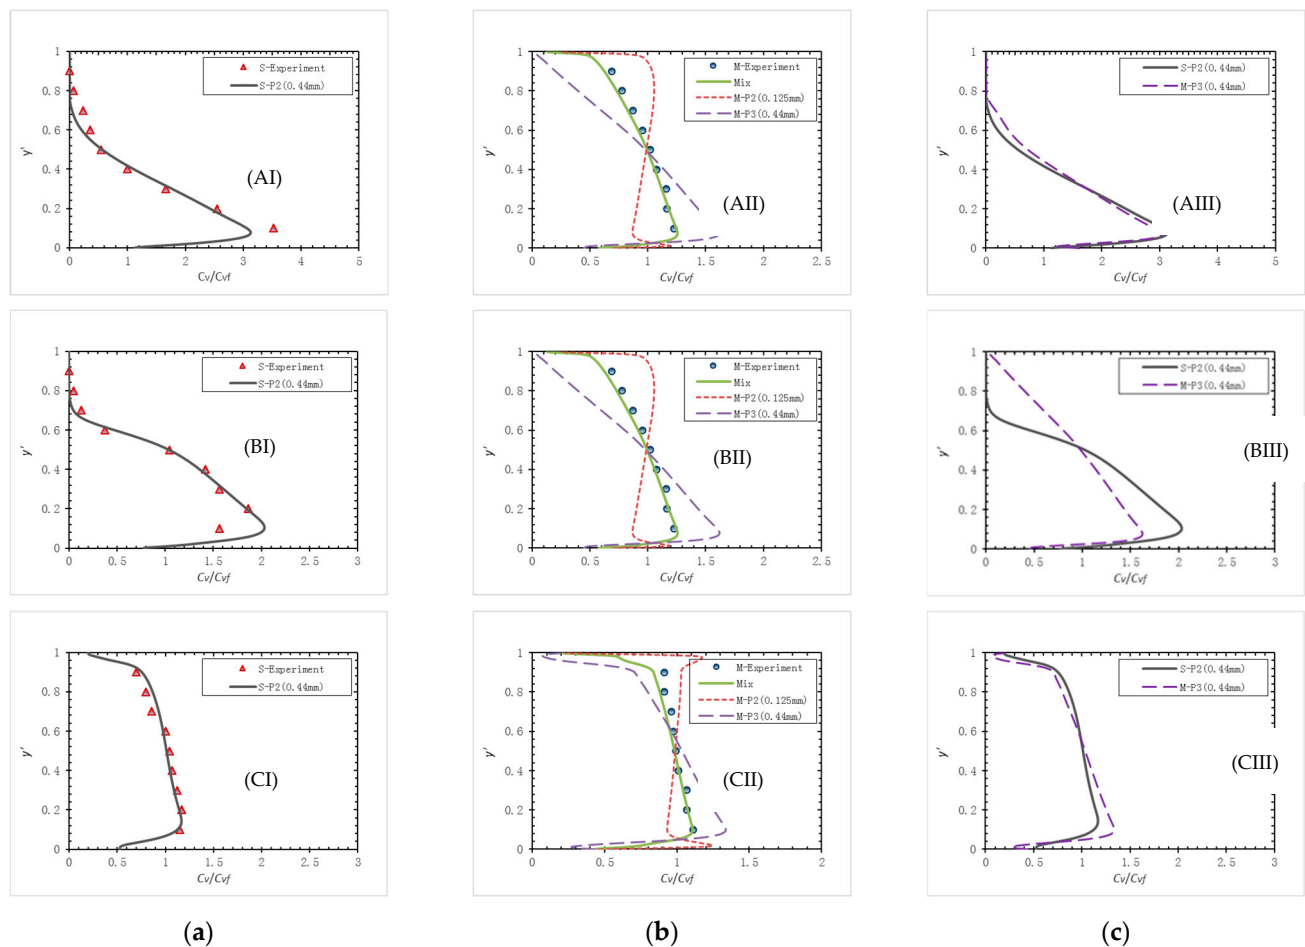 1
0.8
0.6
0.4
0.2
0
y'
0 1 2 3 4 5
Cv/Cvf
S-Experiment
S-P2(0.44mm)
(AI)
1
0.8
0.6
0.4
0.2
0
y'
0 0.5 1 1.5 2 2.5
Cv/Cvf
M-Experiment
Mix
M-P2(0.125mm)
M-P3(0.44mm)
(AII)
1
0.8
0.6
0.4
0.2
0
y'
0 1 2 3 4 5
Cv/Cvf
S-P2(0.44mm)
M-P3(0.44mm)
(AIII)
1
0.8
0.6
0.4
0.2
0
y'
0 0.5 1 1.5 2 2.5 3
Cv/Cvf
S-Experiment
S-P2(0.44mm)
(BI)
1
0.8
0.6
0.4
0.2
0
y'
0 0.5 1 1.5 2 2.5
Cv/Cvf
M-Experiment
Mix
M-P2(0.125mm)
M-P3(0.44mm)
(BII)
1
0.8
0.6
0.4
0.2
0
y'
0 0.5 1 1.5 2 2.5 3
Cv/Cvf
S-P2(0.44mm)
M-P3(0.44mm)
(BIII)
1
0.8
0.6
0.4
0.2
0
y'
0 0.5 1 1.5 2 2.5 3
Cv/Cvf
S-Experiment
S-P2(0.44mm)
(CI)
1
0.8
0.6
0.4
0.2
0
y'
0 0.5 1 1.5 2
Cv/Cvf
M-Experiment
Mix
M-P2(0.125mm)
M-P3(0.44mm)
(CII)
1
0.8
0.6
0.4
0.2
0
y'
0 0.5 1 1.5 2 2.5 3
Cv/Cvf
S-P2(0.44mm)
M-P3(0.44mm)
(CIII)
(a) (b) (c)